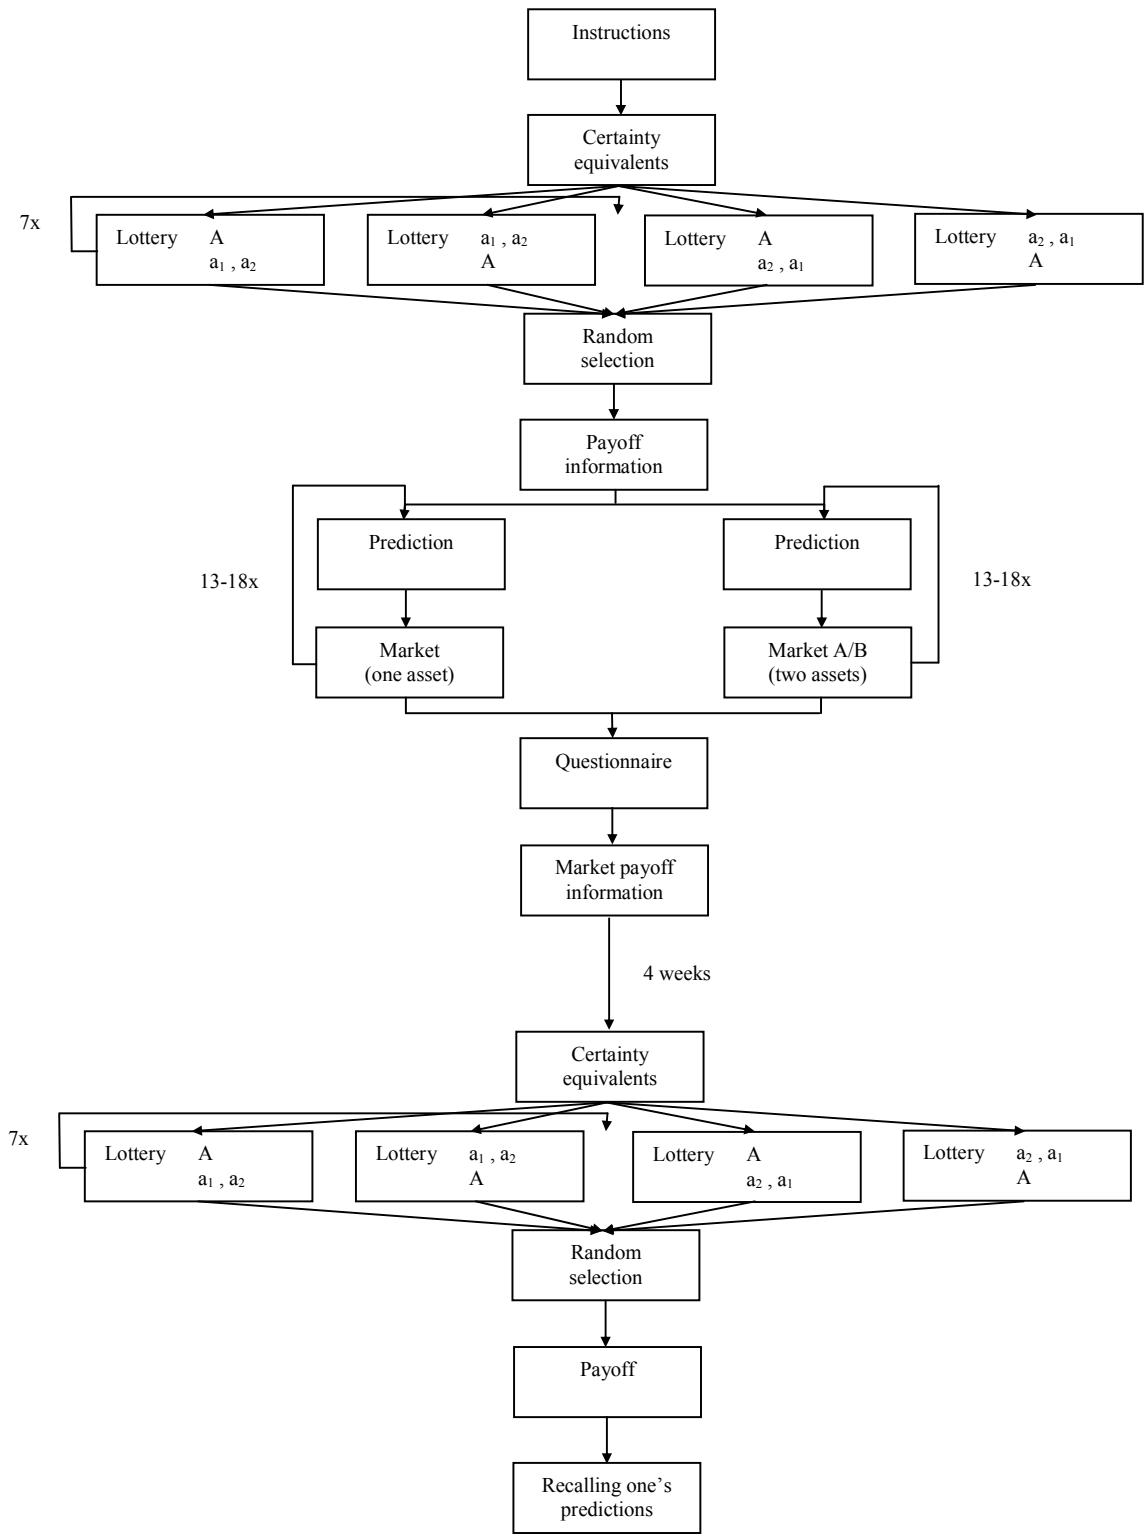 Instructions
Certainty
equivalents
7x
Lottery A
a₁ , a₂
Lottery a₁ , a₂
A
Lottery A
a₂ , a₁
Lottery a₂ , a₁
A
Random
selection
Payoff
information
Prediction
Prediction
13-18x
13-18x
Market
(one asset)
Market A/B
(two assets)
Questionnaire
Market payoff
information
4 weeks
Certainty
equivalents
7x
Lottery A
a₁ , a₂
Lottery a₁ , a₂
A
Lottery A
a₂ , a₁
Lottery a₂ , a₁
A
Random
selection
Payoff
Recalling one’s
predictions